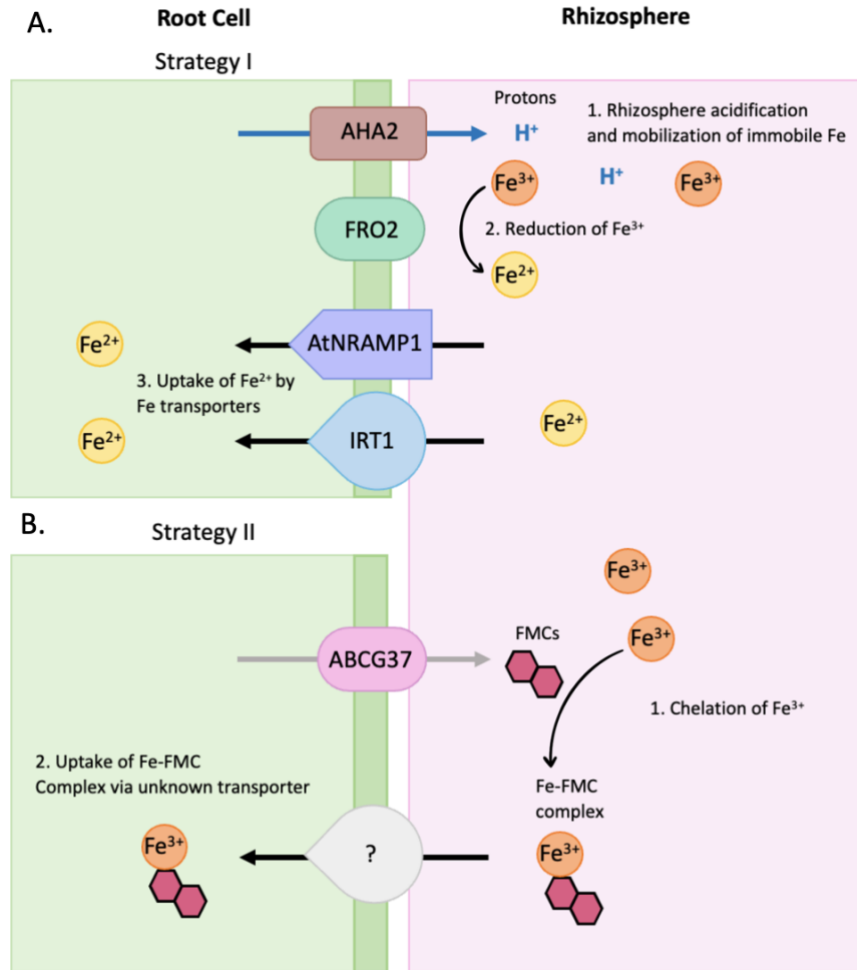 A.
Root Cell
Rhizosphere
Strategy I
Protons
AHA2
H⁺
1. Rhizosphere acidification
and mobilization of immobile Fe
Fe³⁺
H⁺
Fe³⁺
FRO2
2. Reduction of Fe³⁺
Fe²⁺
Fe²⁺
AtNRAMP1
3. Uptake of Fe²⁺ by
Fe transporters
Fe²⁺
IRT1
Fe²⁺
B.
Strategy II
Fe³⁺
FMCs
Fe³⁺
ABCG37
1. Chelation of Fe³⁺
2. Uptake of Fe-FMC
Complex via unknown transporter
Fe-FMC
complex
Fe³⁺
?
Fe³⁺